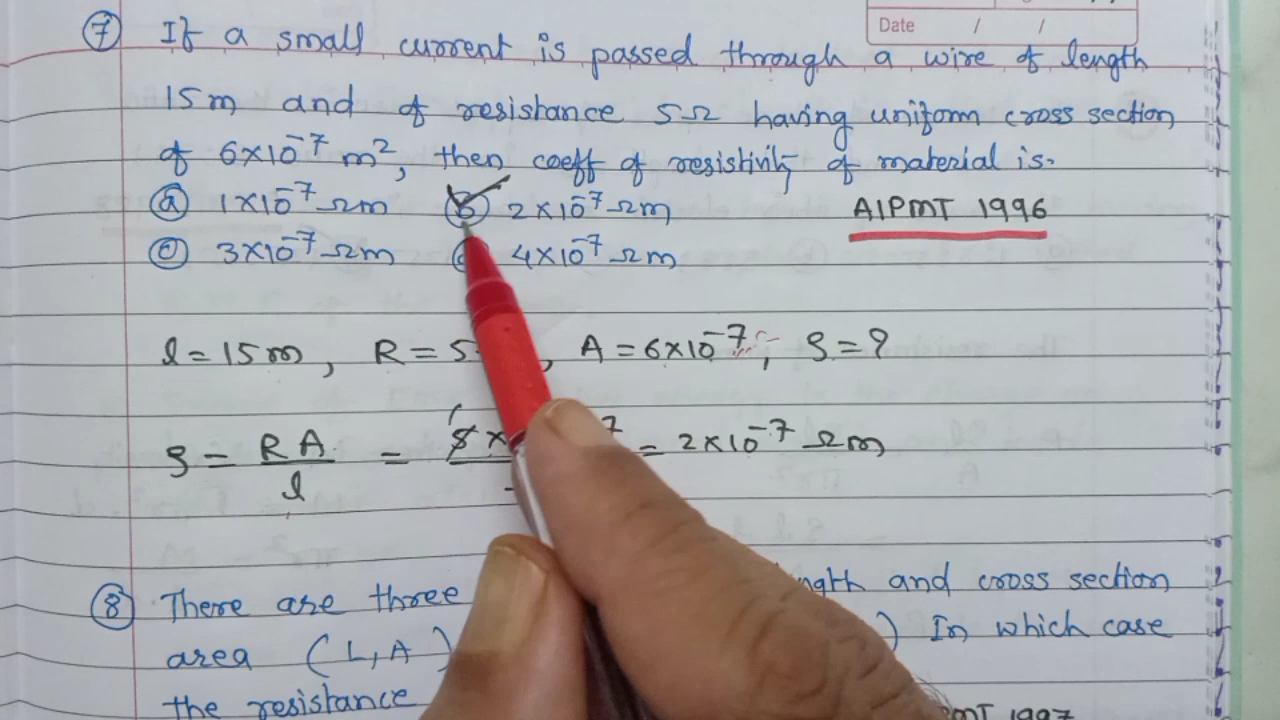 Date / /
⑦ If a small current is passed through a wire of length
15m and of resistance 5Ω having uniform cross section
of 6×10⁻⁷ m², then coeff of resistivity of material is.
ⓐ 1×10⁻⁷ Ωm ⓑ 2×10⁻⁷ Ωm AIPMT 1996
ⓒ 3×10⁻⁷ Ωm 4×10⁻⁷ Ωm
l = 15m, R = 5 , A = 6×10⁻⁷, ρ = ?
ρ = RA/l = 5 × ⁷ = 2×10⁻⁷ Ωm
⑧ There are three and cross section
area (L, A) ) In which case
the resistance 1997